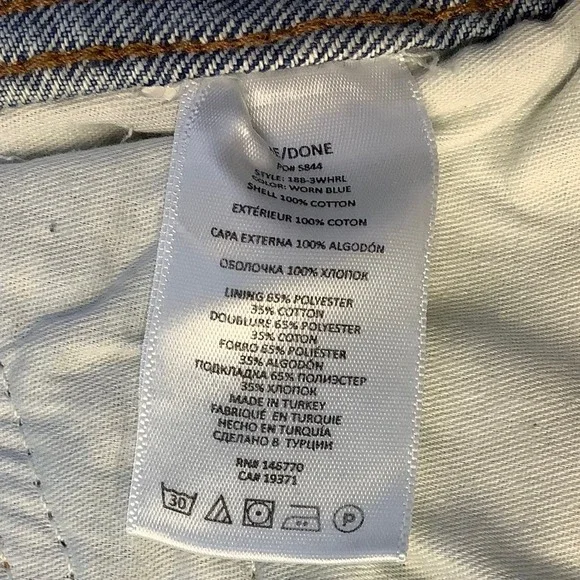 E/DONE
PO# 5844
STYLE: 188-3WHRL
COLOR: WORN BLUE
SHELL 100% COTTON
EXTÉRIEUR 100% COTON
CAPA EXTERNA 100% ALGODÓN
ОБОЛОЧКА 100% ХЛОПОК
LINING 65% POLYESTER
35% COTTON
DOUBLURE 65% POLYESTER
35% COTON
FORRO 65% POLIÉSTER
35% ALGODÓN
ПОДКЛАДКА 65% ПОЛИЭСТЕР
35% ХЛОПОК
MADE IN TURKEY
FABRIQUÉ EN TURQUIE
HECHO EN TURQUÍA
СДЕЛАНО В ТУРЦИИ
RN# 146770
CA# 19371
30 P